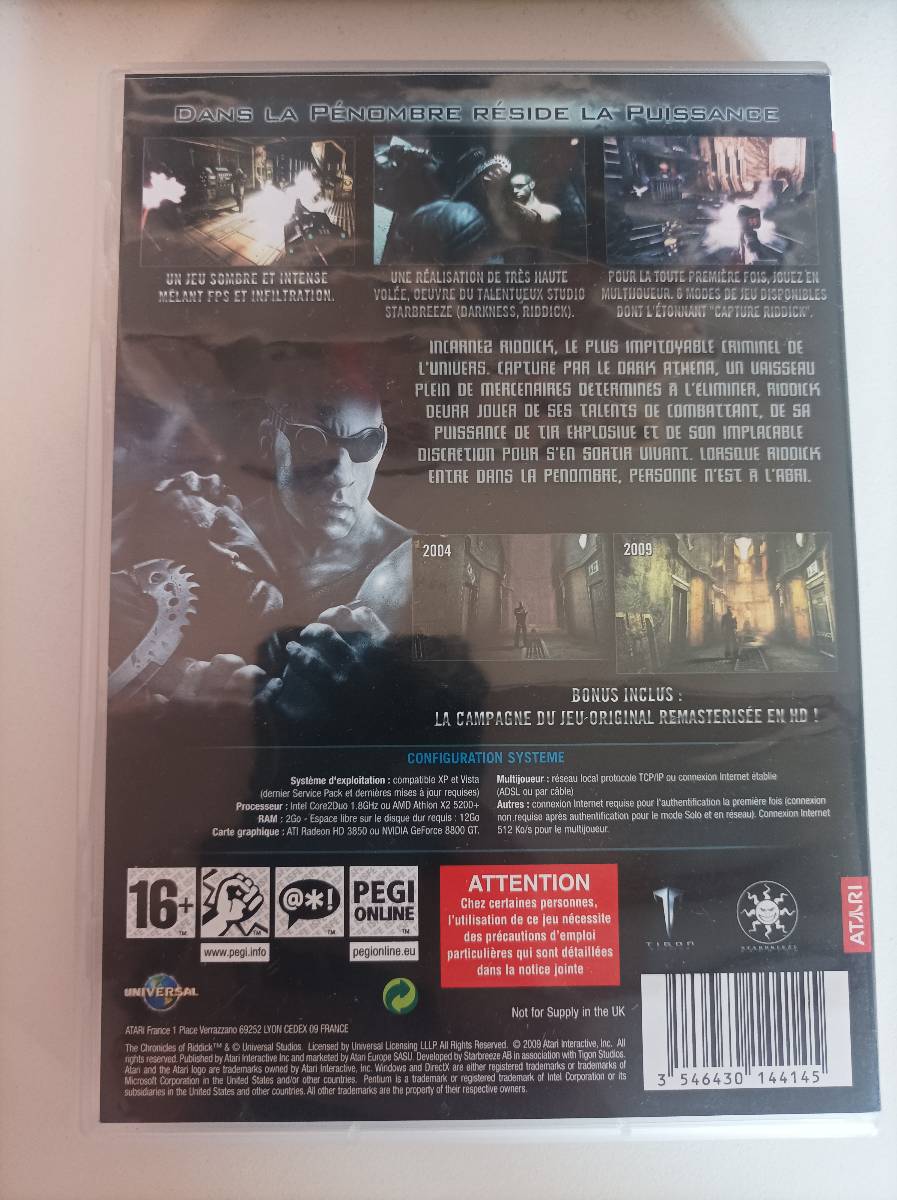 DANS LA PÉNOMBRE RÉSIDE LA PUISSANCE
UN JEU SOMBRE ET INTENSE
MÊLANT FPS ET INFILTRATION.
UNE RÉALISATION DE TRÈS HAUTE
VOLÉE, OEUVRE DU TALENTUEUX STUDIO
STARBREEZE (DARKNESS, RIDDICK).
POUR LA TOUTE PREMIÈRE FOIS, JOUEZ EN
MULTIJOUEUR. 6 MODES DE JEU DISPONIBLES
DONT L'ÉTONNANT "CAPTURE RIDDICK".
INCARNEZ RIDDICK, LE PLUS IMPITOYABLE CRIMINEL DE
L'UNIVERS. CAPTURE PAR LE DARK ATHENA, UN VAISSEAU
PLEIN DE MERCENAIRES DETERMINES A L'ELIMINER, RIDDICK
DEVRA JOUER DE SES TALENTS DE COMBATTANT, DE SA
PUISSANCE DE TIR EXPLOSIVE ET DE SON IMPLACABLE
DISCRETION POUR S'EN SORTIR VIVANT. LORSQUE RIDDICK
ENTRE DANS LA PENOMBRE, PERSONNE N'EST À L'ABRI.
2004
2009
BONUS INCLUS :
LA CAMPAGNE DU JEU ORIGINAL REMASTERISÉE EN HD !
CONFIGURATION SYSTEME
Système d'exploitation : compatible XP et Vista
(dernier Service Pack et dernières mises à jour requises)
Processeur : Intel Core2Duo 1.8GHz ou AMD Athlon X2 5200+
RAM : 2Go - Espace libre sur le disque dur requis : 12Go
Carte graphique : ATI Radeon HD 3850 ou NVIDIA GeForce 8800 GT.
Multijoueur : réseau local protocole TCP/IP ou connexion Internet établie
(ADSL ou par câble)
Autres : connexion Internet requise pour l'authentification la première fois (connexion
non requise après authentification pour le mode Solo et en réseau). Connexion Internet
512 Ko/s pour le multijoueur.
16+
@*!
PEGI
ONLINE
www.pegi.info
pegionline.eu
ATTENTION
Chez certaines personnes,
l'utilisation de ce jeu nécessite
des précautions d'emploi
particulières qui sont détaillées
dans la notice jointe
TIGON
STARBREEZE
ATARI
UNIVERSAL
Not for Supply in the UK
ATARI France 1 Place Verrazzano 69252 LYON CEDEX 09 FRANCE
The Chronicles of Riddick™ & © Universal Studios. Licensed by Universal Licensing LLLP. All Rights Reserved. © 2009 Atari Interactive, Inc. All
rights reserved. Published by Atari Interactive Inc and marketed by Atari Europe SASU. Developed by Starbreeze AB in association with Tigon Studios.
Atari and the Atari logo are trademarks owned by Atari Interactive, Inc. Windows and DirectX are either registered trademarks or trademarks of
Microsoft Corporation in the United States and/or other countries. Pentium is a trademark or registered trademark of Intel Corporation or its
subsidiaries in the United States and other countries. All other trademarks are the property of their respective owners.
3 546430 144145